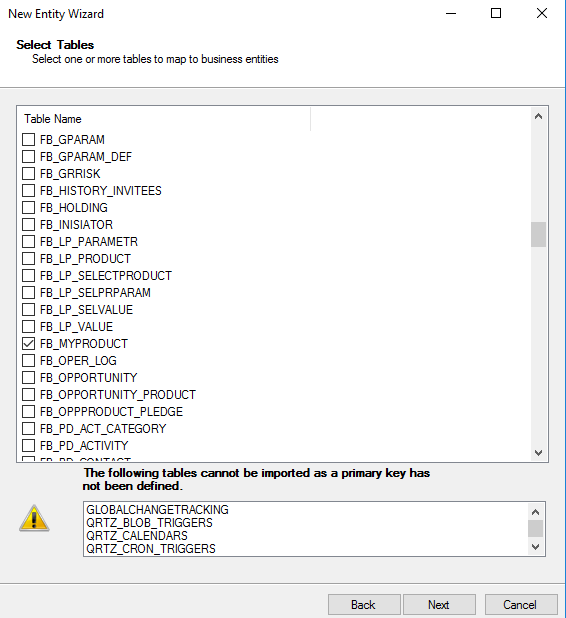 New Entity Wizard
Select Tables
Select one or more tables to map to business entities
Table Name
FB_GPARAM
FB_GPARAM_DEF
FB_GRRISK
FB_HISTORY_INVITEES
FB_HOLDING
FB_INISIATOR
FB_LP_PARAMETR
FB_LP_PRODUCT
FB_LP_SELECTPRODUCT
FB_LP_SELPRPARAM
FB_LP_SELVALUE
FB_LP_VALUE
FB_MYPRODUCT
FB_OPER_LOG
FB_OPPORTUNITY
FB_OPPORTUNITY_PRODUCT
FB_OPPPRODUCT_PLEDGE
FB_PD_ACT_CATEGORY
FB_PD_ACTIVITY
FB_PD_CONTACT
The following tables cannot be imported as a primary key has
not been defined.
GLOBALCHANGETRACKING
QRTZ_BLOB_TRIGGERS
QRTZ_CALENDARS
QRTZ_CRON_TRIGGERS
Back
Next
Cancel